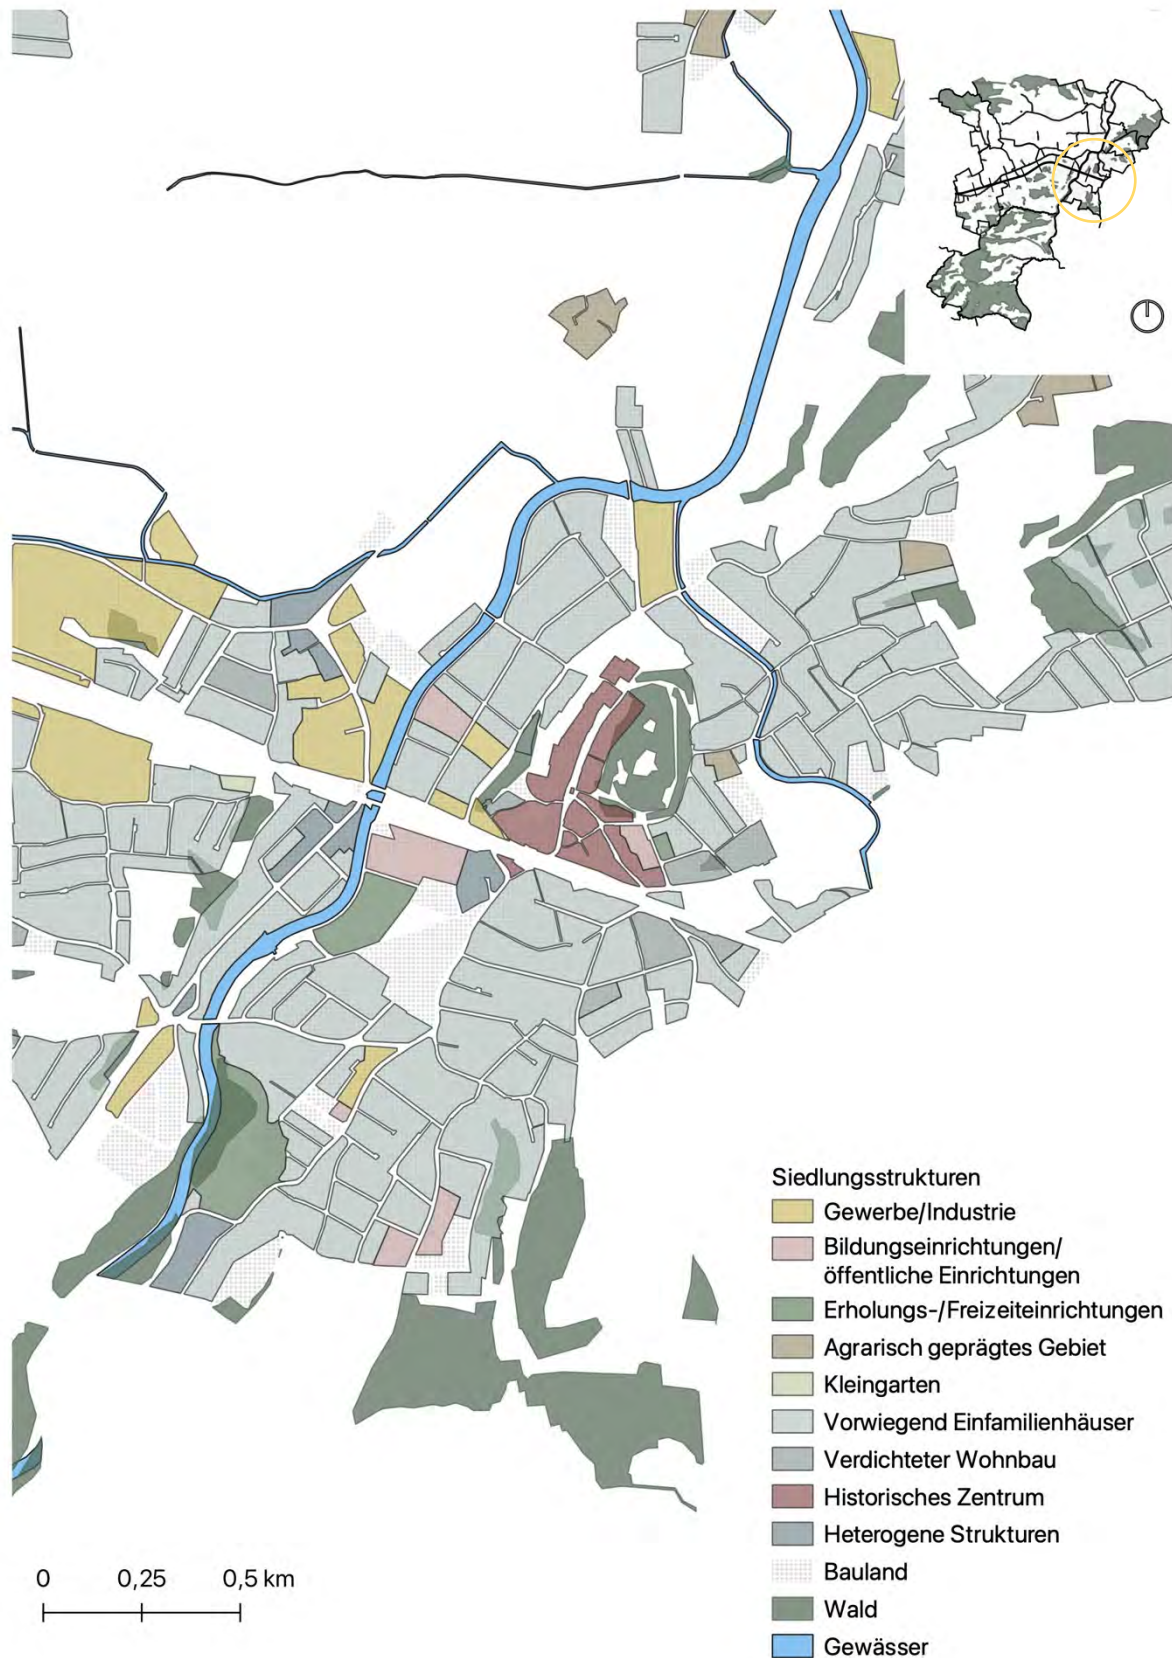 Siedlungsstrukturen
Gewerbe/Industrie
Bildungseinrichtungen/
öffentliche Einrichtungen
Erholungs-/Freizeiteinrichtungen
Agrarisch geprägtes Gebiet
Kleingarten
Vorwiegend Einfamilienhäuser
Verdichteter Wohnbau
Historisches Zentrum
Heterogene Strukturen
Bauland
Wald
Gewässer
0 0,25 0,5 km